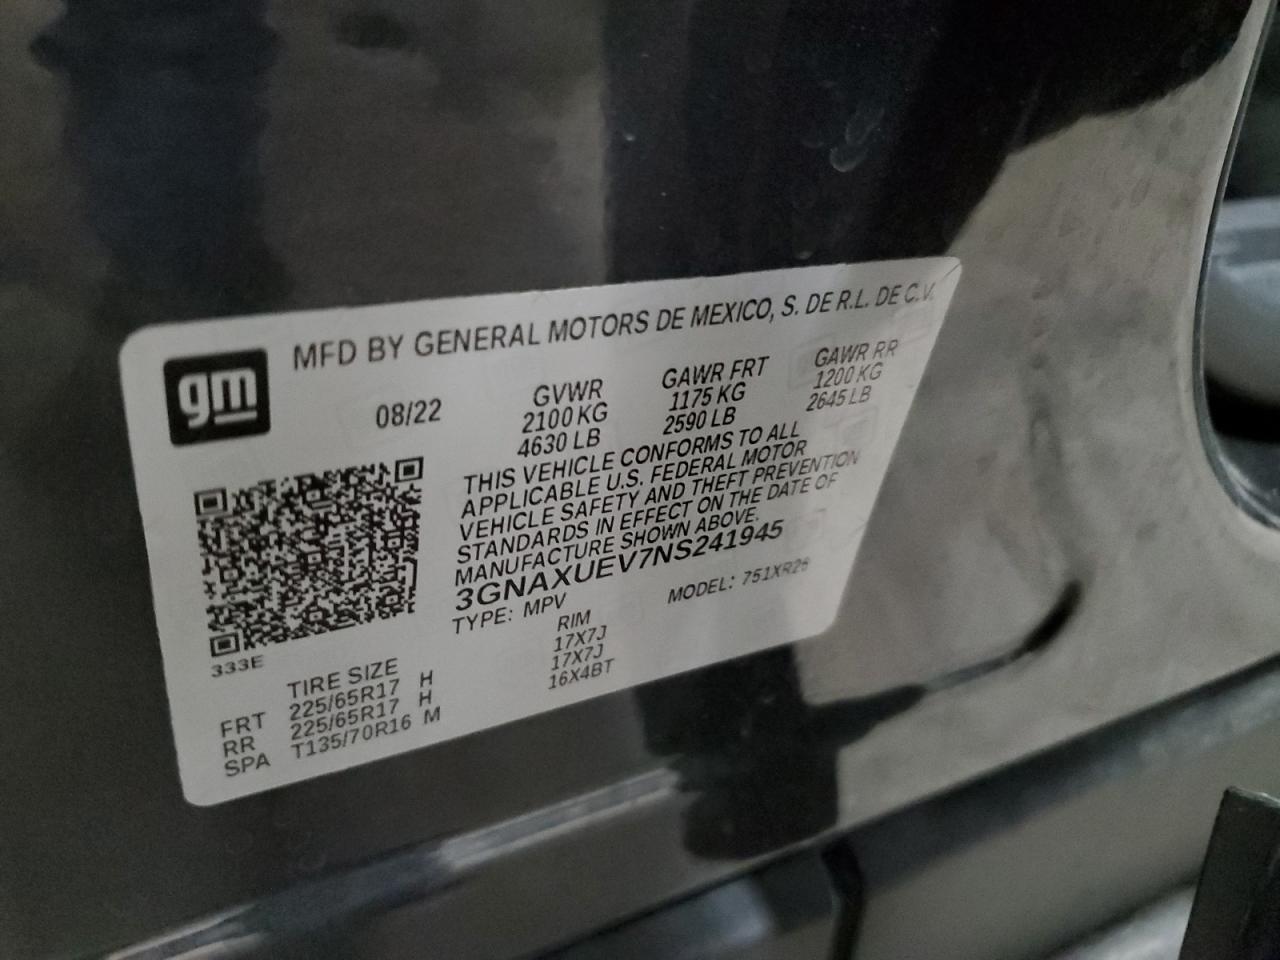 gm
MFD BY GENERAL MOTORS DE MEXICO, S. DE R.L. DE C.V.
08/22
GVWR GAWR FRT GAWR RR
2100 KG 1175 KG 1200 KG
4630 LB 2590 LB 2645 LB
THIS VEHICLE CONFORMS TO ALL
APPLICABLE U.S. FEDERAL MOTOR
VEHICLE SAFETY AND THEFT PREVENTION
STANDARDS IN EFFECT ON THE DATE OF
MANUFACTURE SHOWN ABOVE.
3GNAXUEV7NS241945
TYPE: MPV MODEL: 751XR26
333E
TIRE SIZE RIM
FRT 225/65R17 H 17X7J
RR 225/65R17 H 17X7J
SPA T135/70R16 M 16X4BT